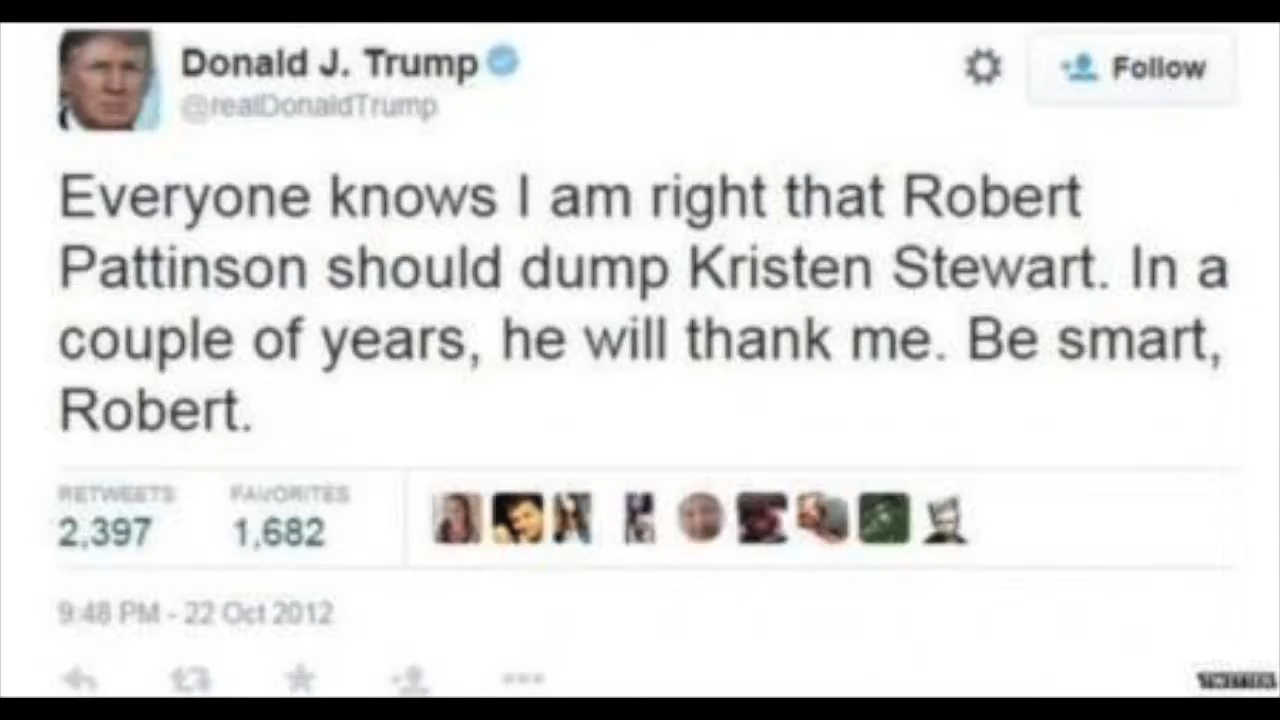 Donald J. Trump
@realDonaldTrump
Follow
Everyone knows I am right that Robert
Pattinson should dump Kristen Stewart. In a
couple of years, he will thank me. Be smart,
Robert.
RETWEETS FAVORITES
2,397 1,682
9:48 PM - 22 Oct 2012
TWITTER